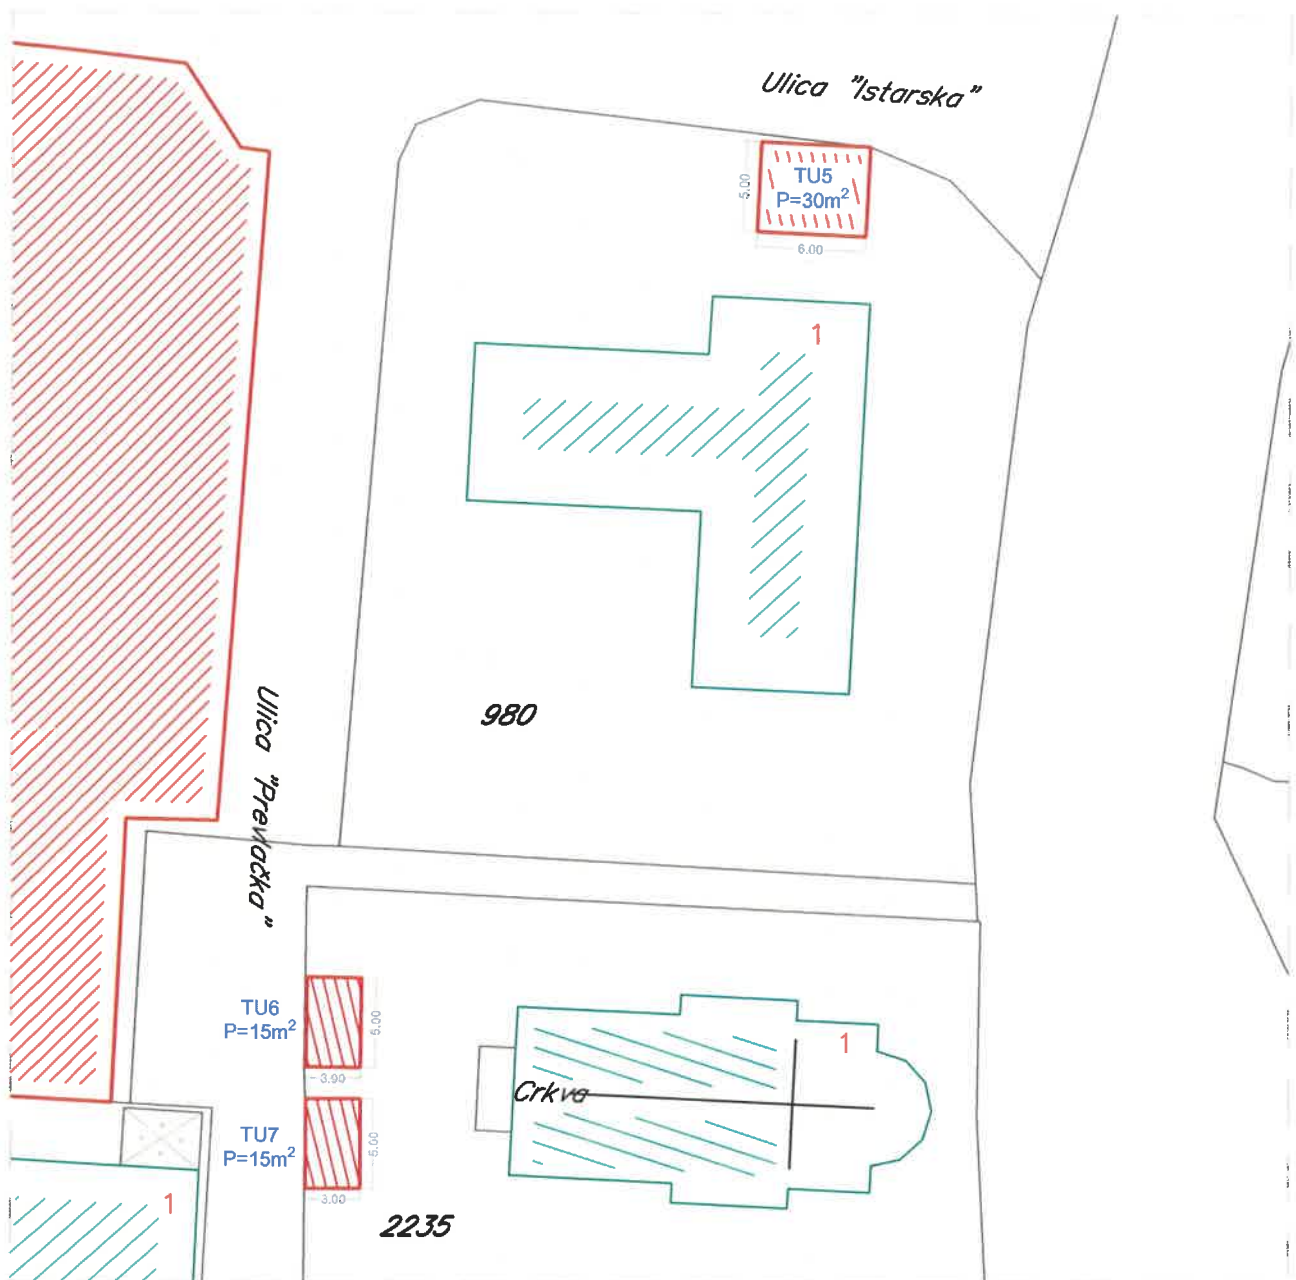 Ulica "Istarska"
5.00
TU5
P=30m²
6.00
1
980
Ulica "Prevlačka"
TU6
P=15m²
5.00
3.90
Crkva
1
TU7
P=15m²
5.00
3.00
1
2235